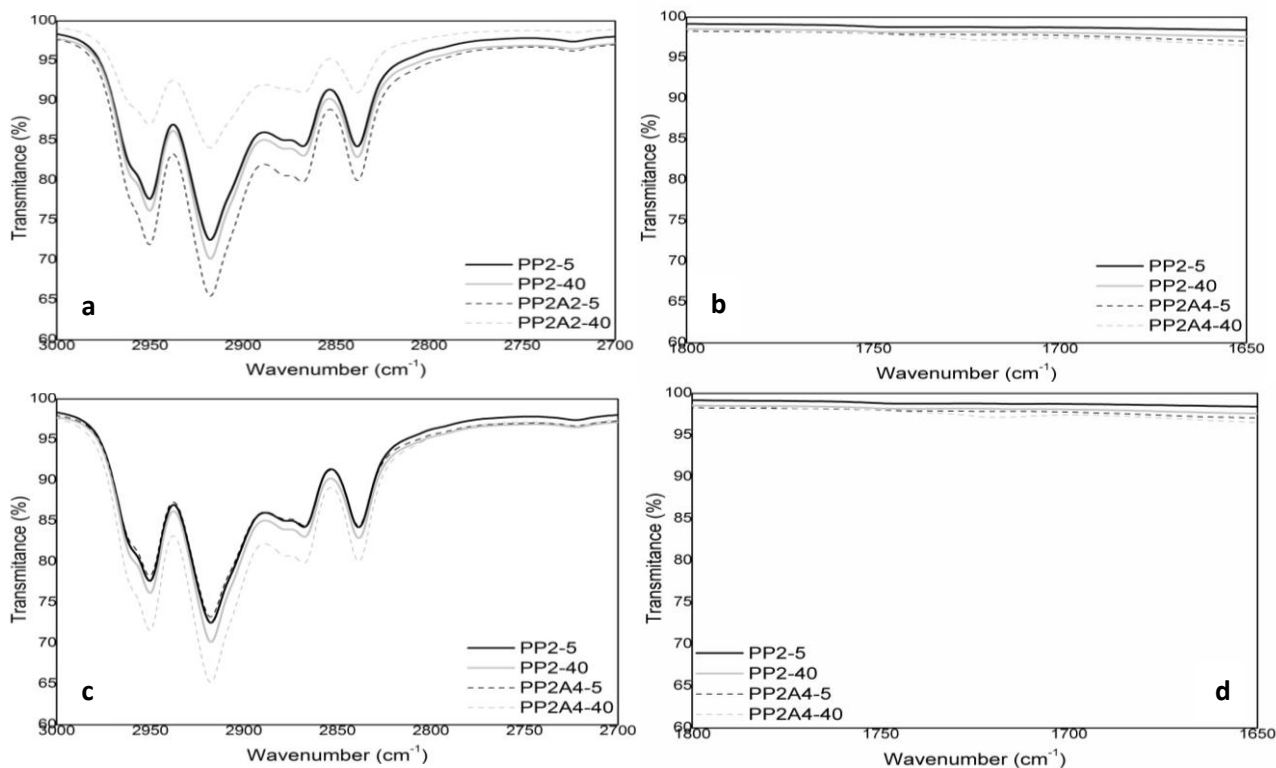 100
95
90
85
80
75
70
65
60
Transmitance (%)
3000 2950 2900 2850 2800 2750 2700
Wavenumber (cm⁻¹)
a
PP2-5
PP2-40
PP2A2-5
PP2A2-40
100
95
90
85
80
75
70
65
60
Transmitance (%)
1800 1750 1700 1650
Wavenumber (cm⁻¹)
b
PP2-5
PP2-40
PP2A4-5
PP2A4-40
100
95
90
85
80
75
70
65
60
Transmitance (%)
3000 2950 2900 2850 2800 2750 2700
Wavenumber (cm⁻¹)
c
PP2-5
PP2-40
PP2A4-5
PP2A4-40
100
95
90
85
80
75
70
65
60
Transmitance (%)
1800 1750 1700 1650
Wavenumber (cm⁻¹)
PP2-5
PP2-40
PP2A4-5
PP2A4-40
d